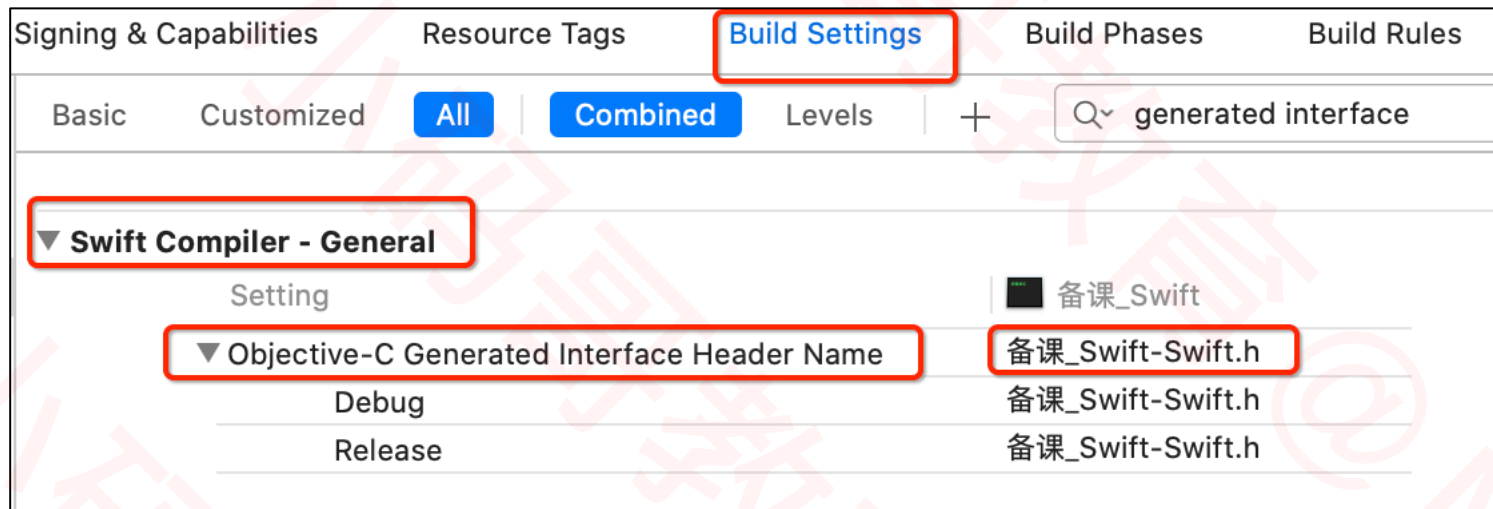 Signing & Capabilities Resource Tags Build Settings Build Phases Build Rules
Basic Customized All Combined Levels + generated interface
Swift Compiler - General
Setting 备课_Swift
Objective-C Generated Interface Header Name 备课_Swift-Swift.h
Debug 备课_Swift-Swift.h
Release 备课_Swift-Swift.h